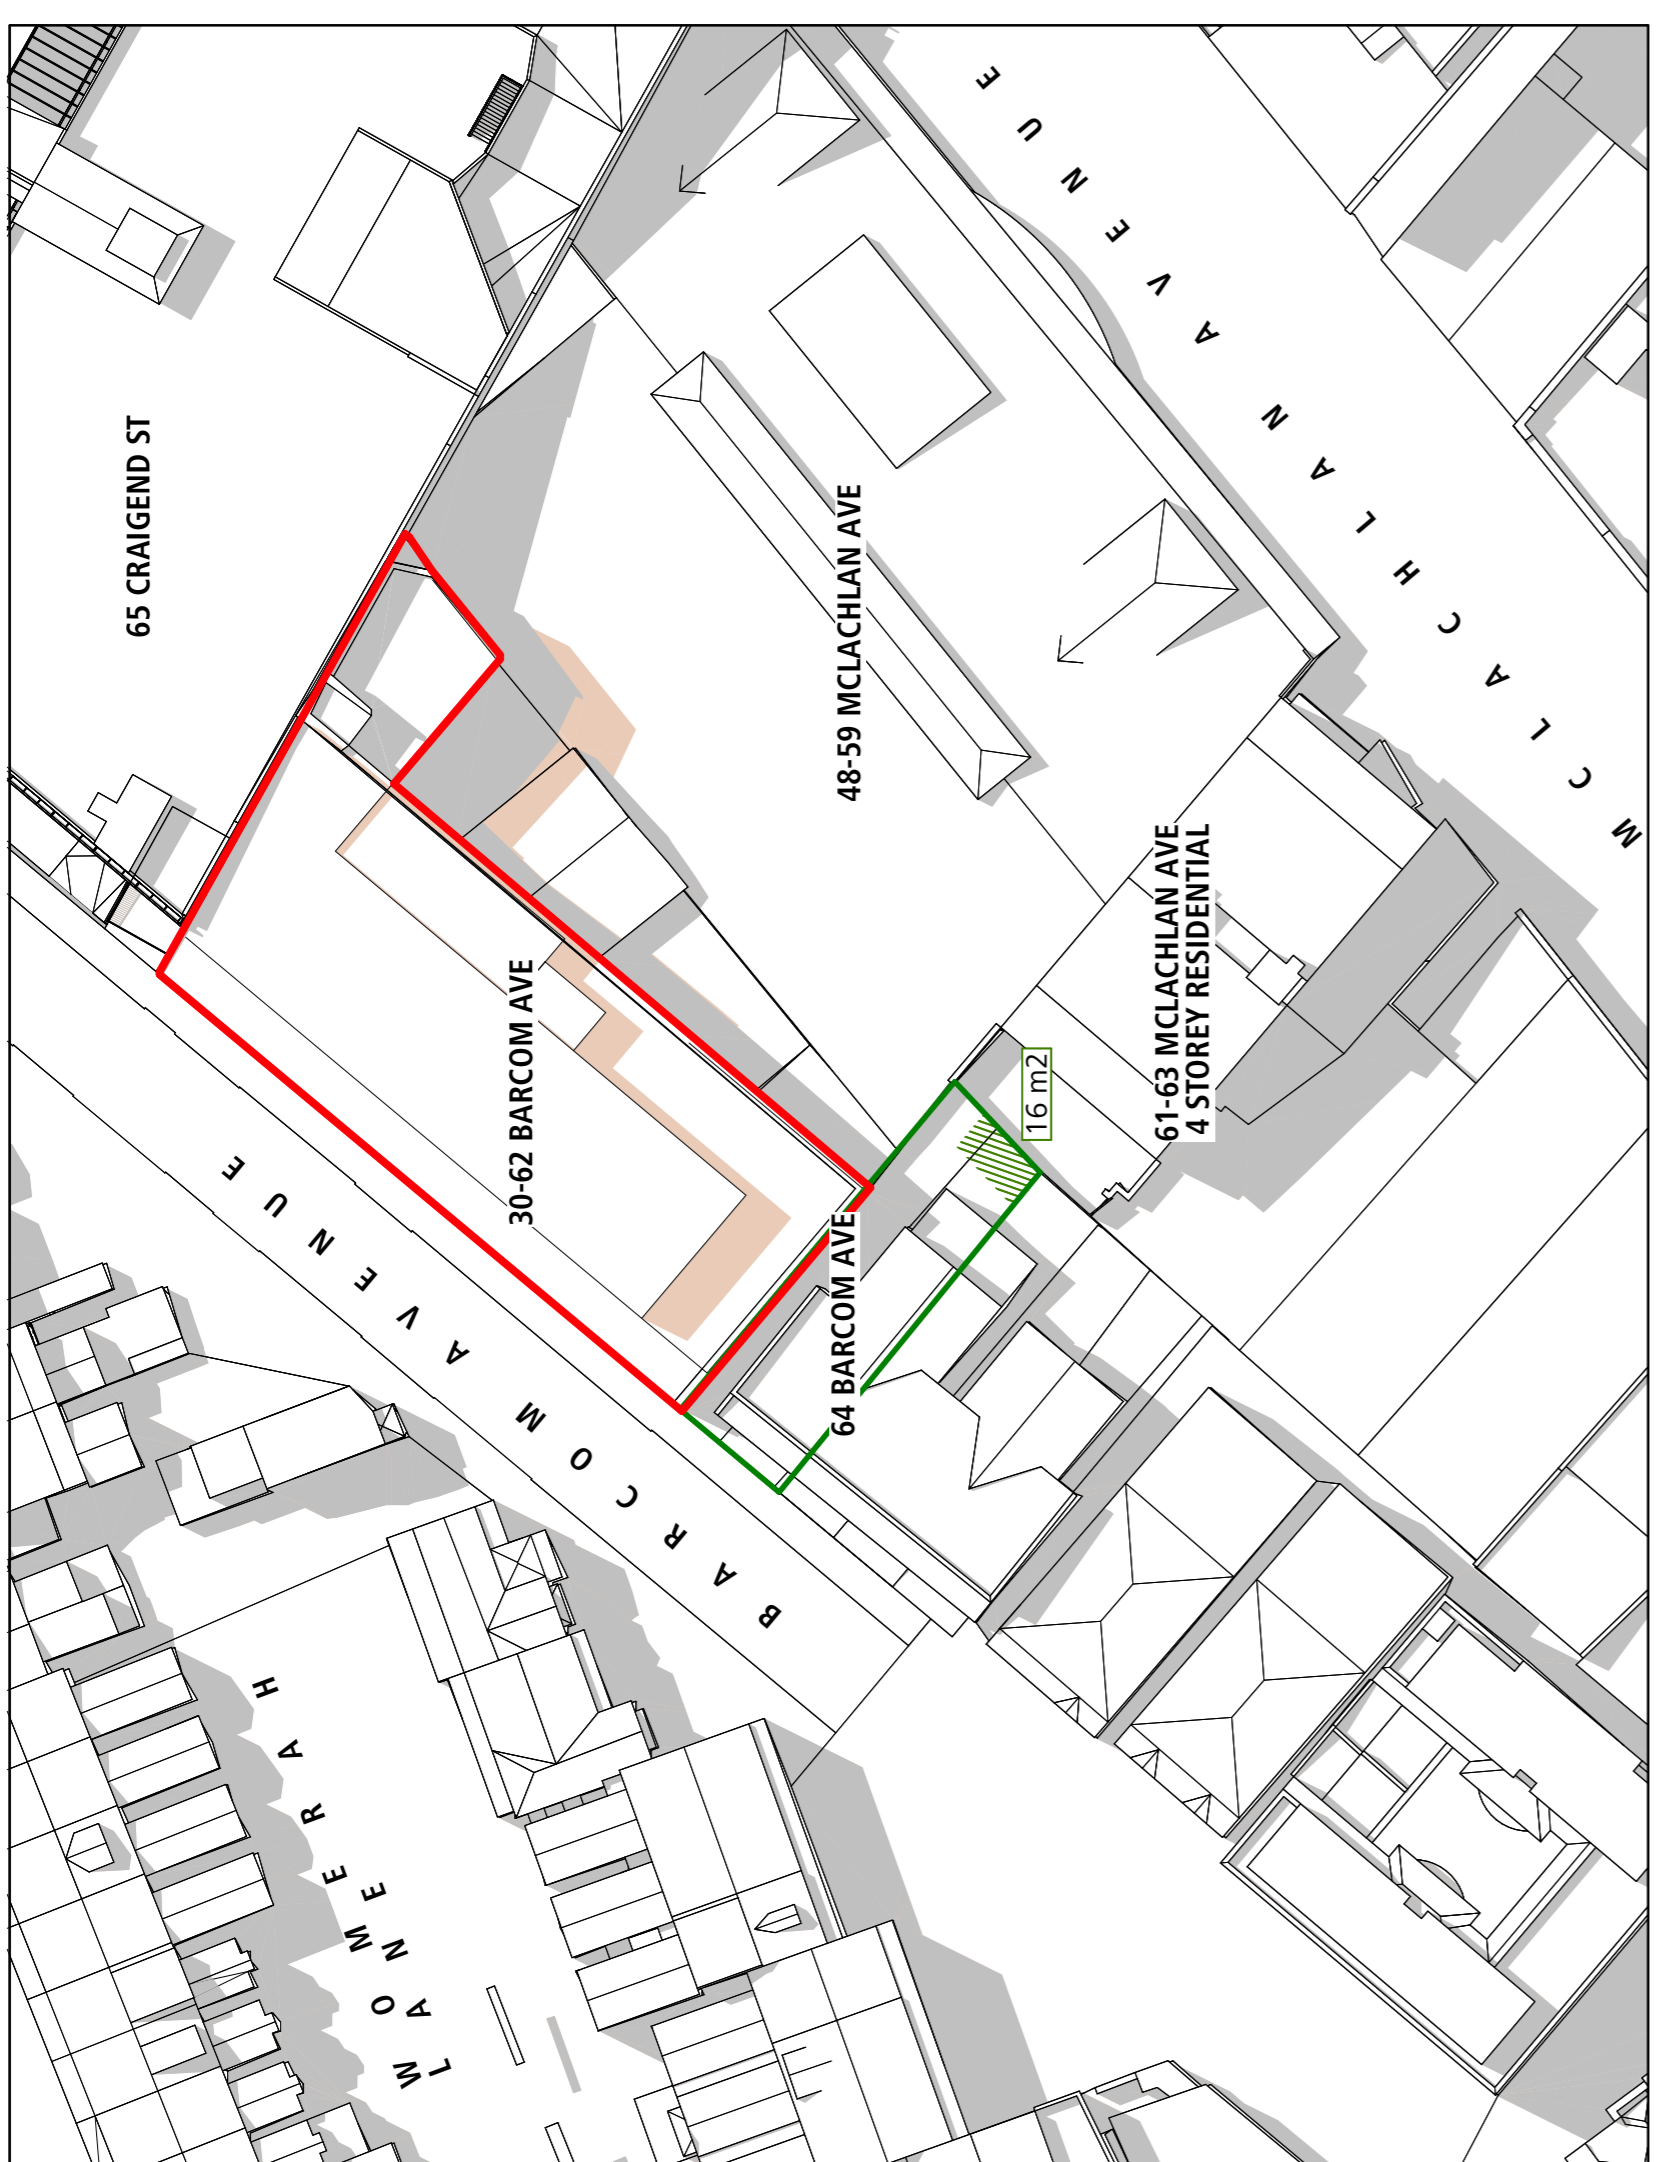 65 CRAIGEND ST
30-62 BARCOM AVE
48-59 MCLACHLAN AVE
64 BARCOM AVE
16 m2
61-63 MCLACHLAN AVE
4 STOREY RESIDENTIAL
MCLACHLAN AVENUE
BARCOM AVENUE
WOOMERAH
LANE